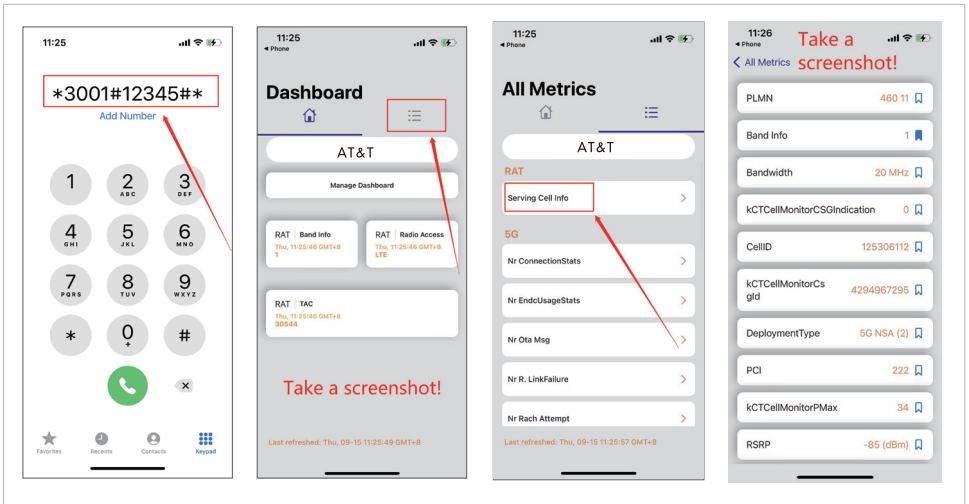 11:25
*3001#12345#*
Add Number
1
2
ABC
3
DEF
4
GHI
5
JKL
6
MNO
7
PQRS
8
TUV
9
WXYZ
*
0
+
#
Favorites
Recents
Contacts
Keypad
11:25
◄ Phone
Dashboard
AT&T
Manage Dashboard
RAT | Band Info
Thu, 11:25:46 GMT+8
1
RAT | Radio Access
Thu, 11:25:46 GMT+8
LTE
RAT | TAC
Thu, 11:25:46 GMT+8
30544
Take a screenshot!
Last refreshed: Thu, 09-15 11:25:49 GMT+8
11:25
◄ Phone
All Metrics
AT&T
RAT
Serving Cell Info
5G
Nr ConnectionStats
Nr EndcUsageStats
Nr Ota Msg
Nr R. LinkFailure
Nr Rach Attempt
Last refreshed: Thu, 09-15 11:25:57 GMT+8
11:26
◄ Phone
All Metrics
Take a
screenshot!
PLMN 460 11
Band Info 1
Bandwidth 20 MHz
kCTCellMonitorCSGIndication 0
CellID 125306112
kCTCellMonitorCs
gId 4294967295
DeploymentType 5G NSA (2)
PCI 222
kCTCellMonitorPMax 34
RSRP -85 (dBm)